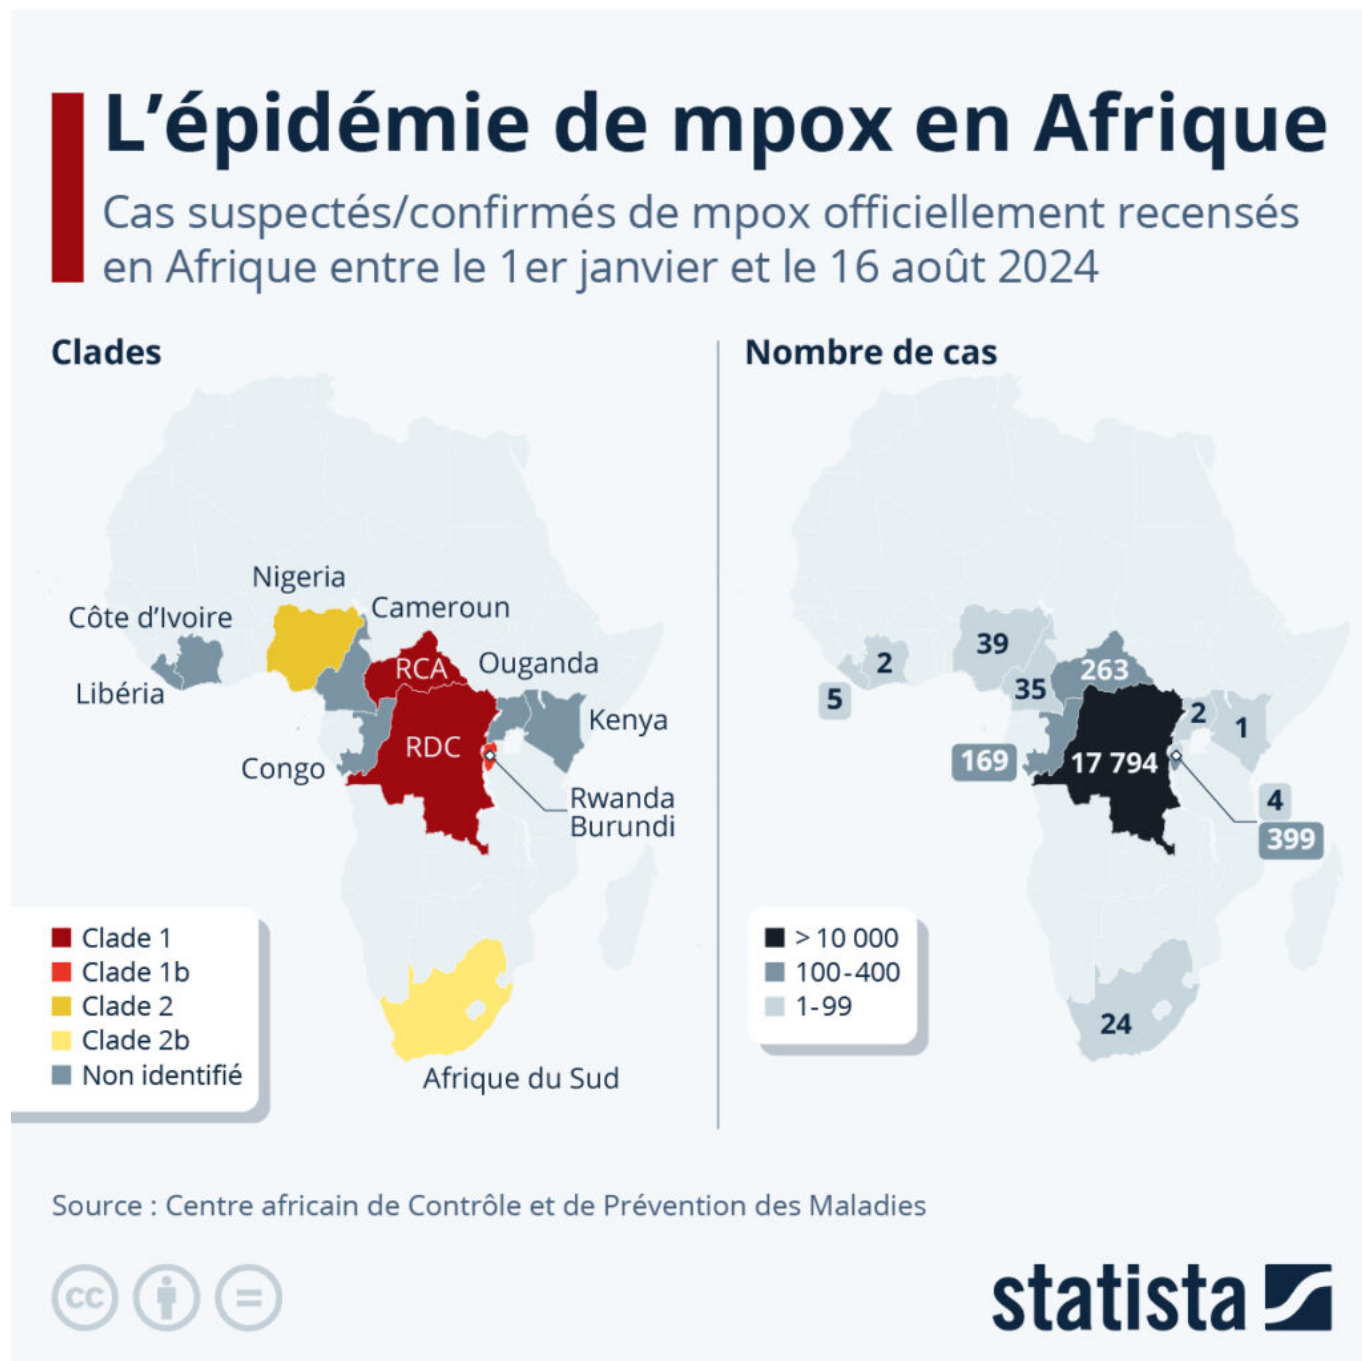 L’épidémie de mpox en Afrique
Cas suspectés/confirmés de mpox officiellement recensés
en Afrique entre le 1er janvier et le 16 août 2024
Clades
Nigeria
Cameroun
Côte d’Ivoire
RCA
Ouganda
Libéria
Kenya
RDC
Congo
Rwanda
Burundi
Clade 1
Clade 1b
Clade 2
Clade 2b
Non identifié
Afrique du Sud
Nombre de cas
39
2
263
35
5
2
1
169
17 794
4
399
> 10 000
100-400
1-99
24
Source : Centre africain de Contrôle et de Prévention des Maladies
cc
=
statista